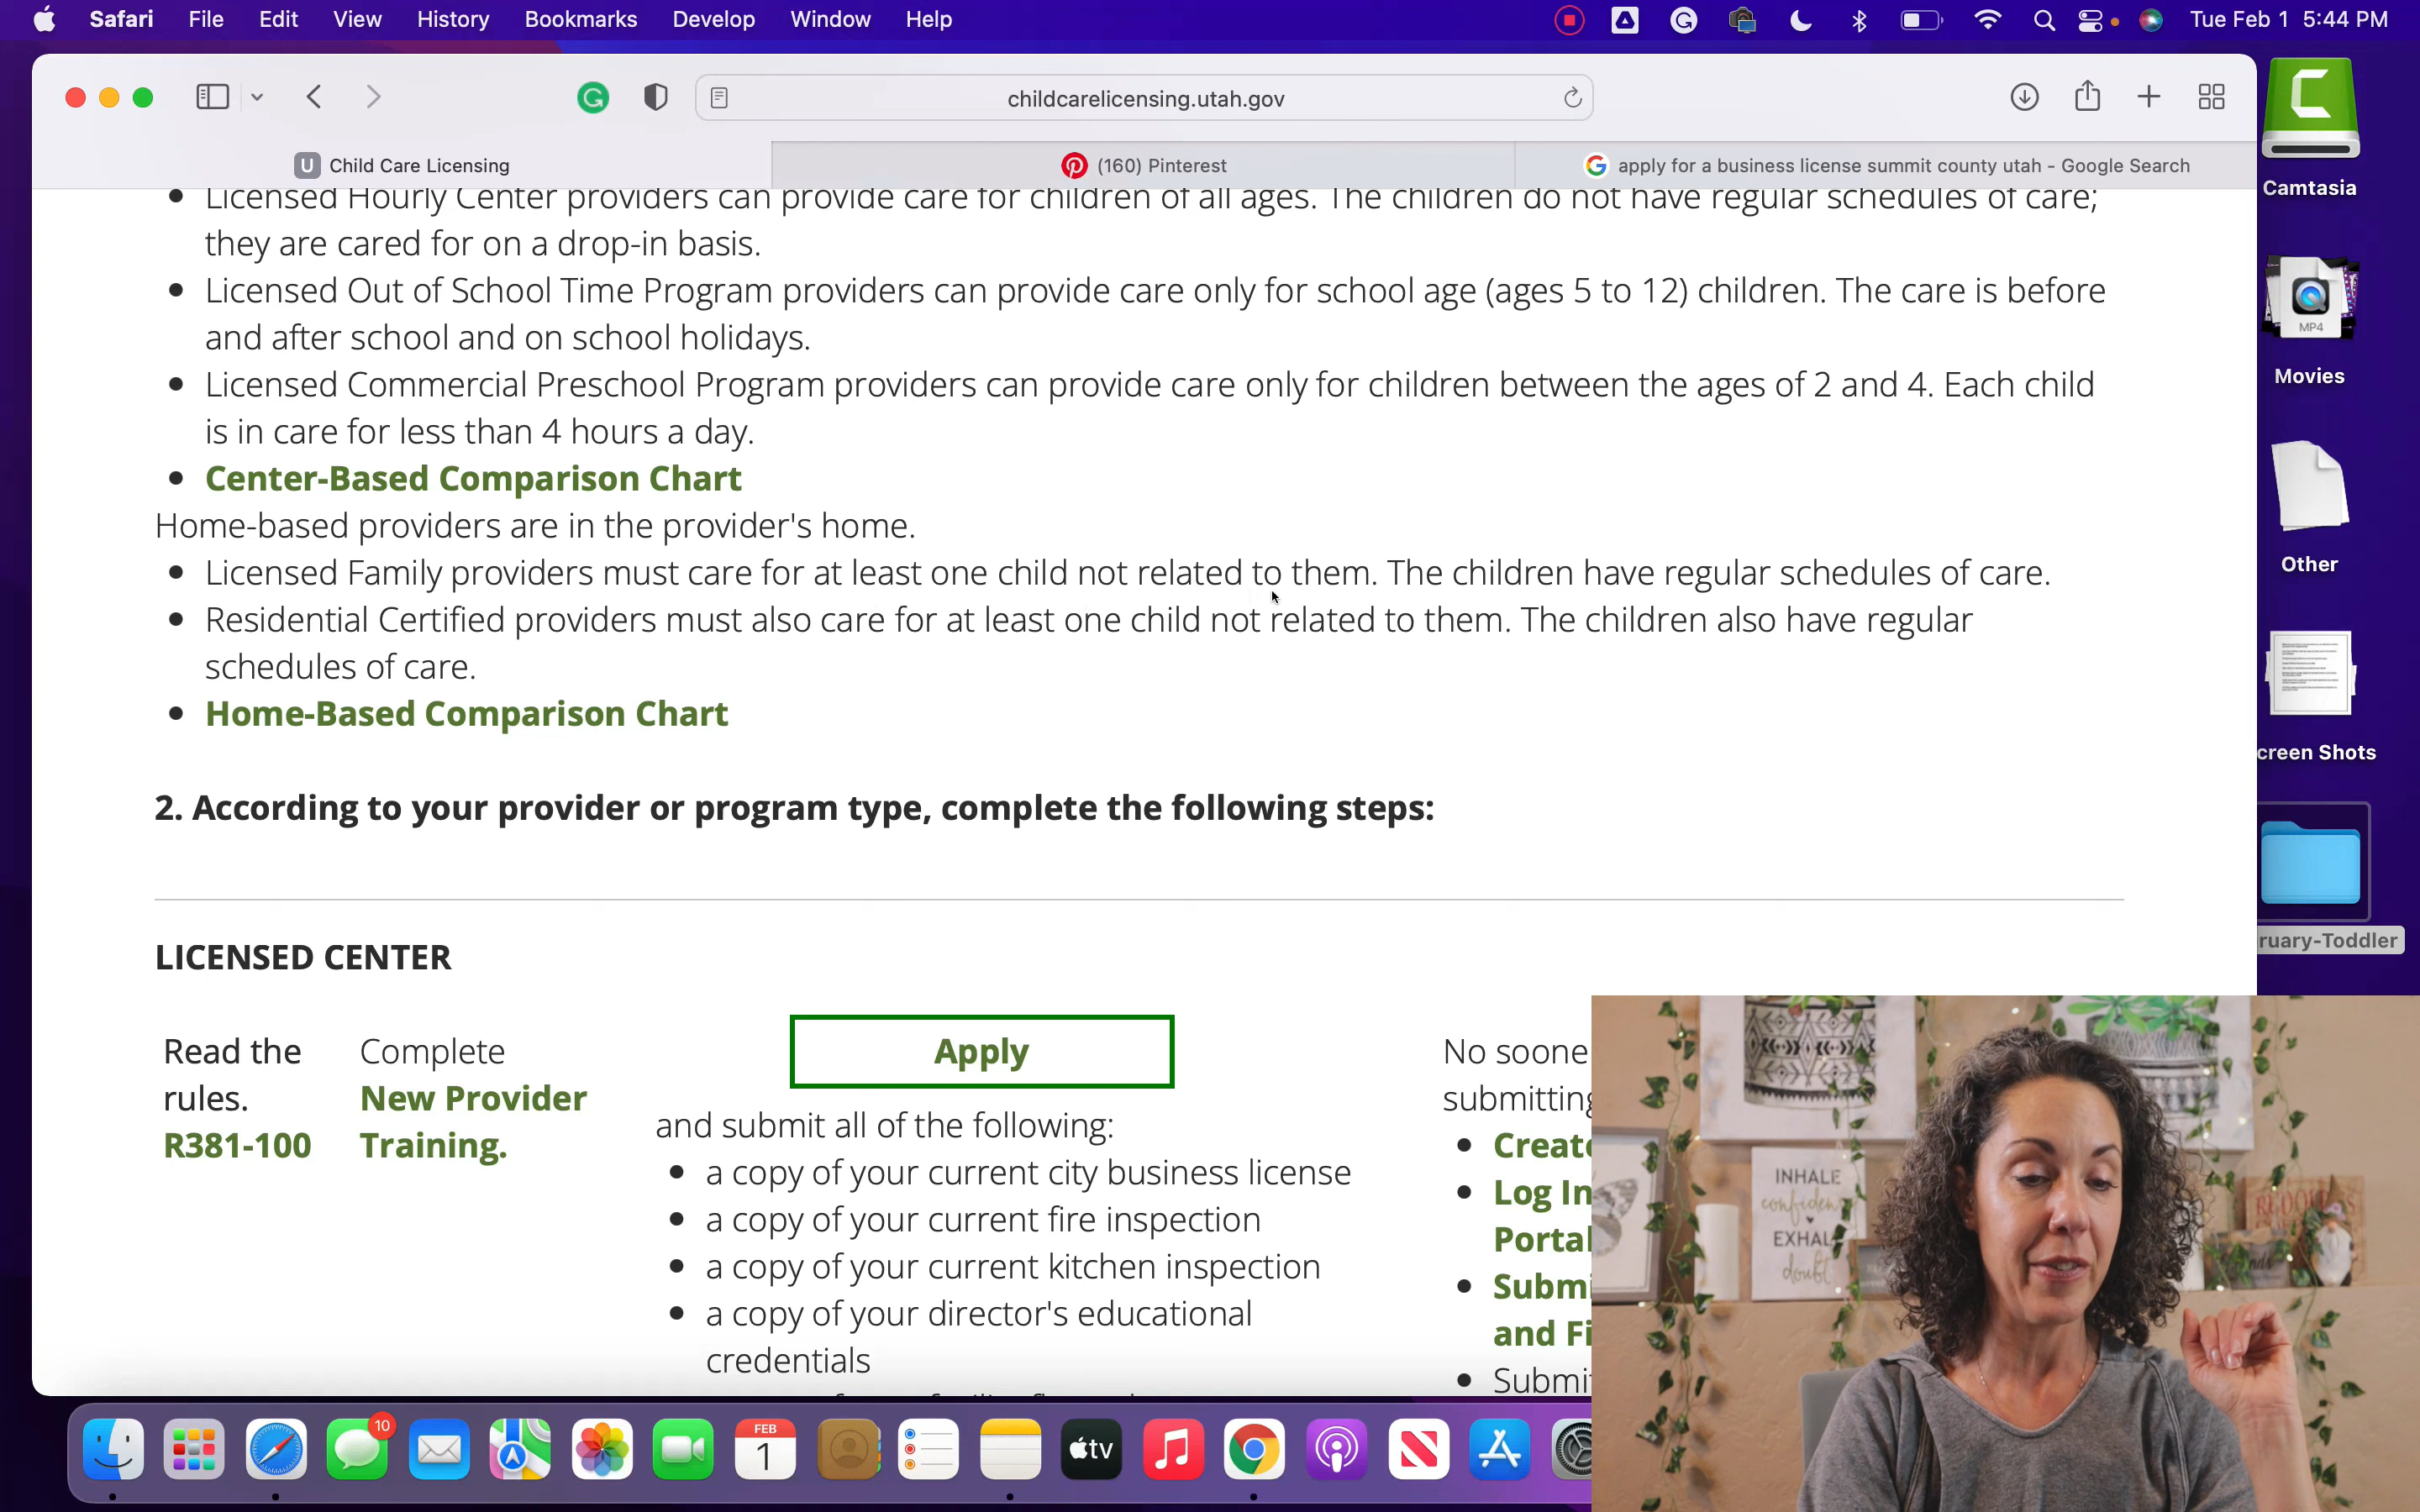 Safari File Edit View History Bookmarks Develop Window Help Tue Feb 1 5:44 PM
childcarelicensing.utah.gov
U Child Care Licensing (160) Pinterest apply for a business license summit county utah - Google Search
• Licensed Hourly Center providers can provide care for children of all ages. The children do not have regular schedules of care;
they are cared for on a drop-in basis.
• Licensed Out of School Time Program providers can provide care only for school age (ages 5 to 12) children. The care is before
and after school and on school holidays.
• Licensed Commercial Preschool Program providers can provide care only for children between the ages of 2 and 4. Each child
is in care for less than 4 hours a day.
• Center-Based Comparison Chart
Home-based providers are in the provider's home.
• Licensed Family providers must care for at least one child not related to them. The children have regular schedules of care.
• Residential Certified providers must also care for at least one child not related to them. The children also have regular
schedules of care.
• Home-Based Comparison Chart
2. According to your provider or program type, complete the following steps:
LICENSED CENTER
Read the
rules.
R381-100
Complete
New Provider
Training.
Apply
and submit all of the following:
• a copy of your current city business license
• a copy of your current fire inspection
• a copy of your current kitchen inspection
• a copy of your director's educational
credentials
No soone
submitting
• Create
• Log In
Portal
• Submi
and Fi
• Submit
Camtasia
MP4
Movies
Other
creen Shots
ruary-Toddler
INHALE
confidence
EXHALE
doubt
10
FEB
1
tv